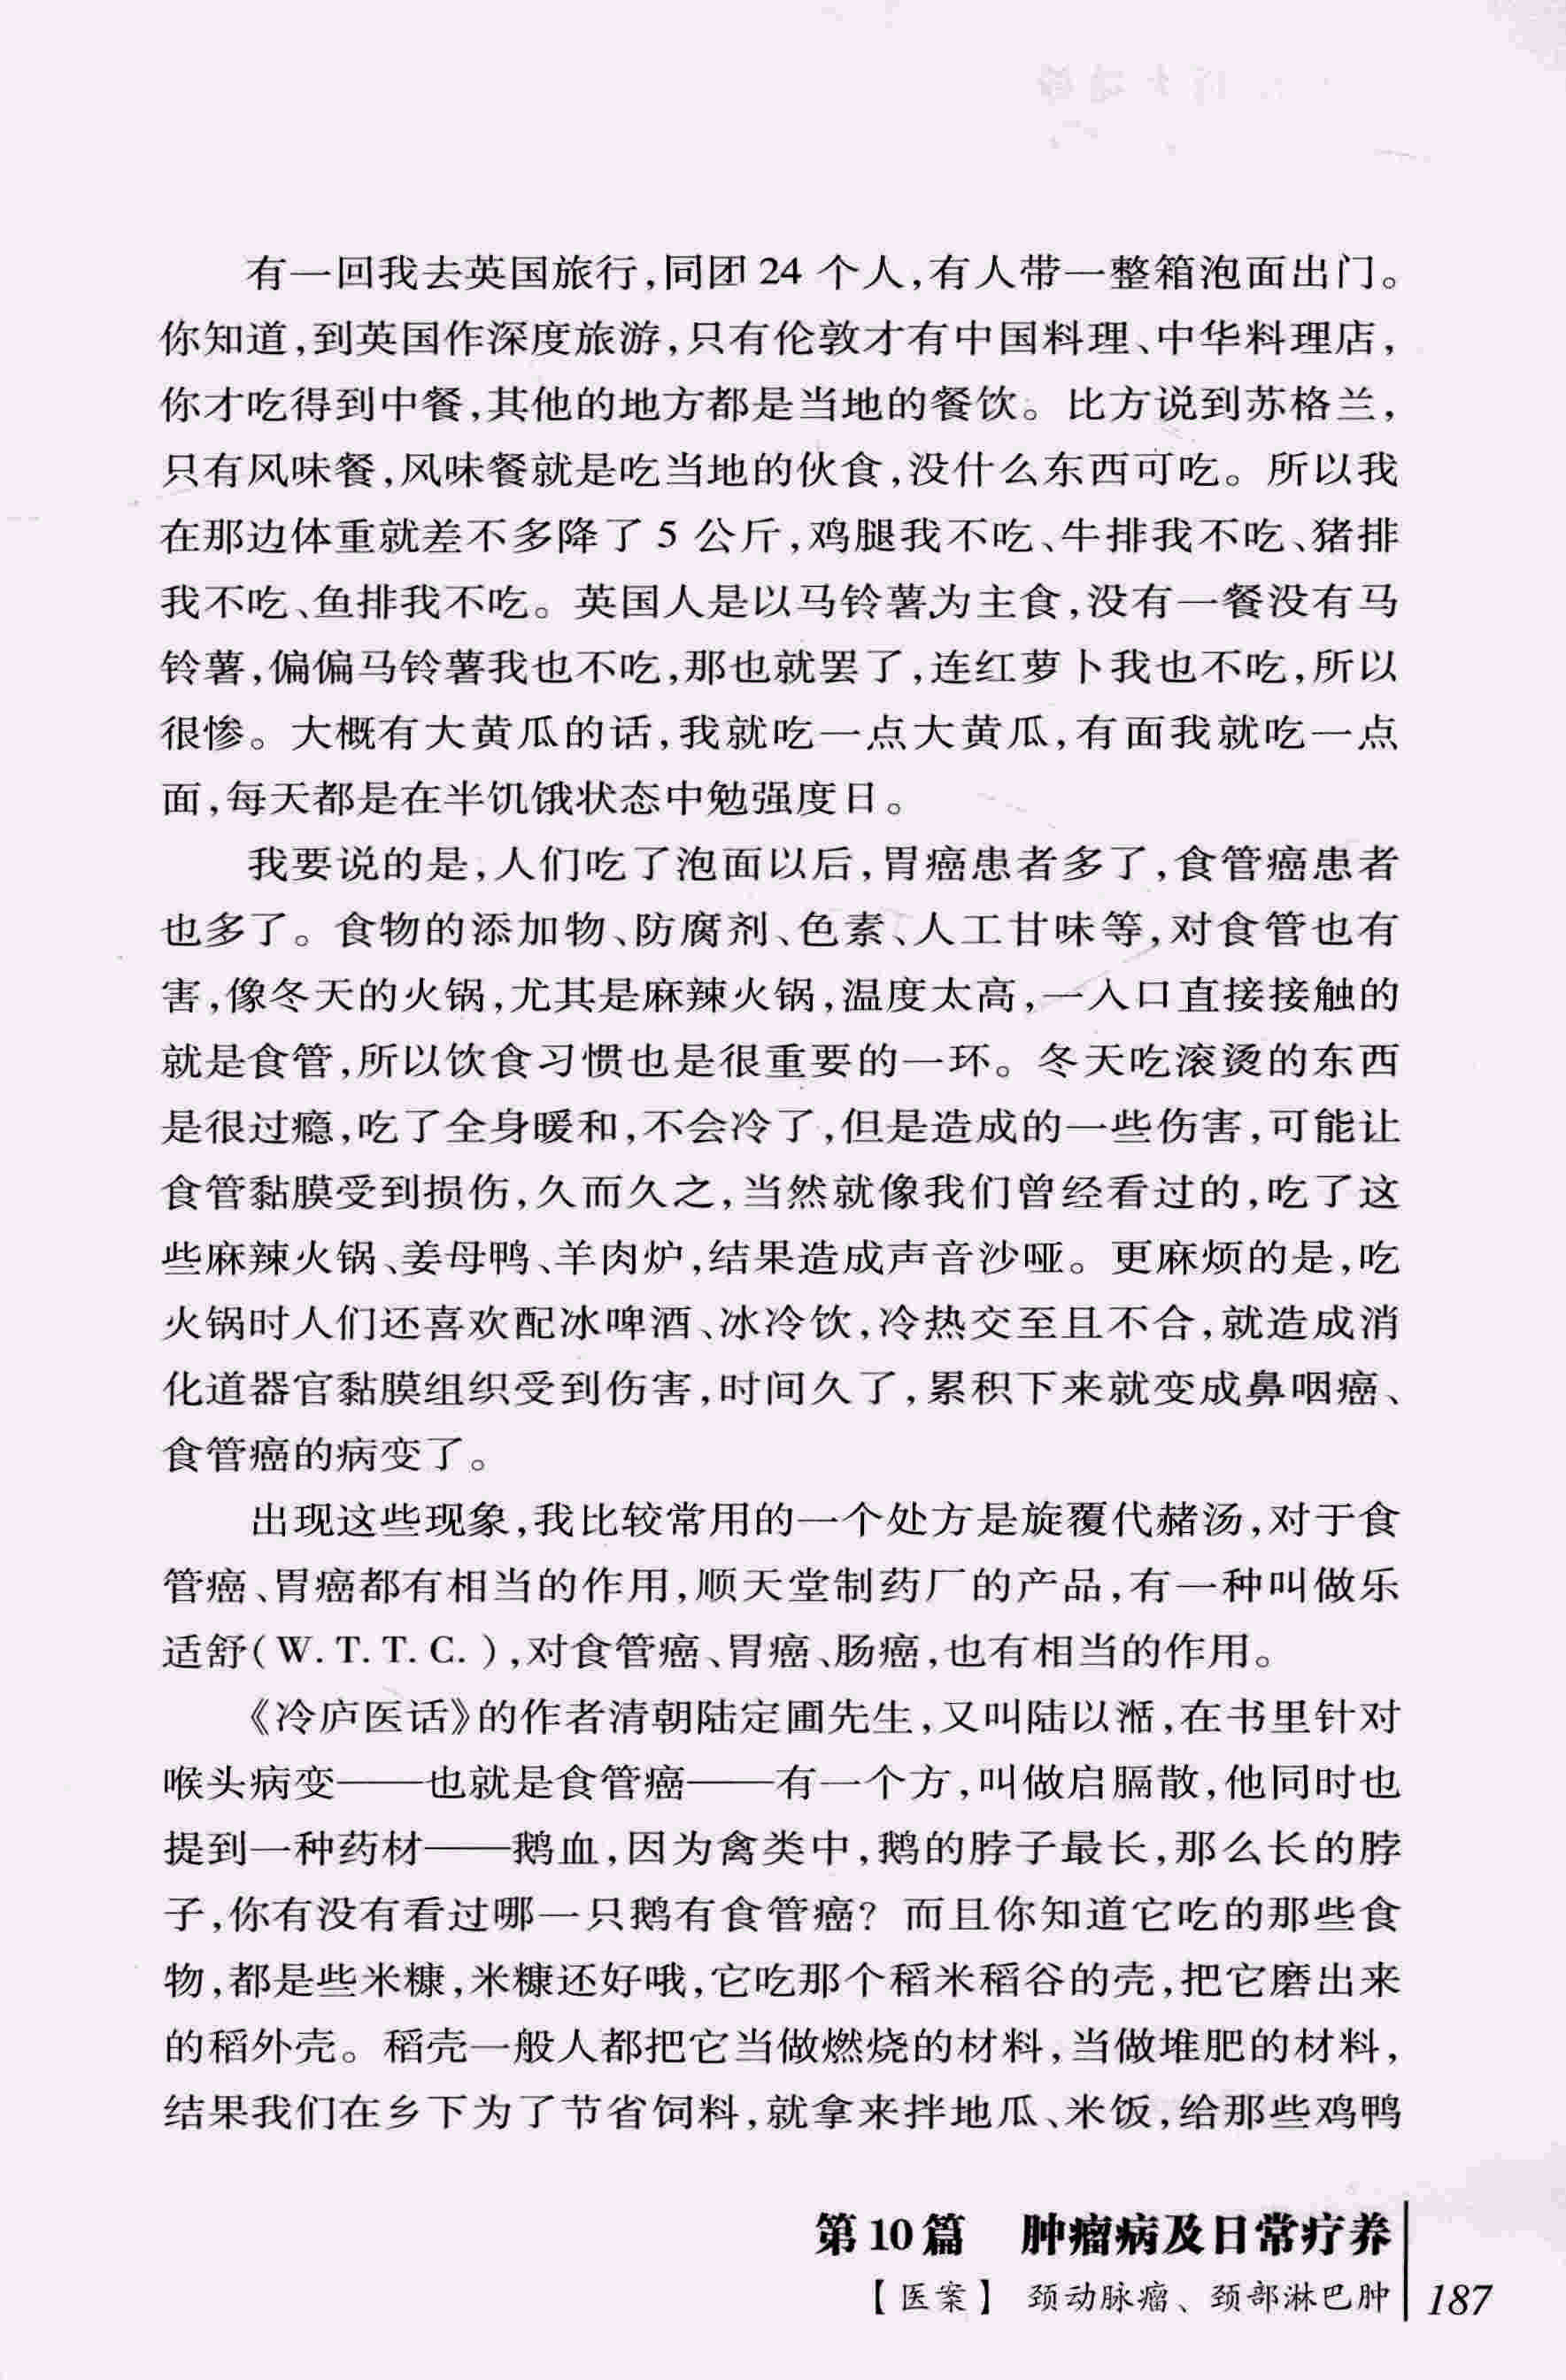 有一回我去英国旅行,同团24个人,有人带一整箱泡面出门。
你知道,到英国作深度旅游,只有伦敦才有中国料理、中华料理店,
你才吃得到中餐,其他的地方都是当地的餐饮。比方说到苏格兰,
只有风味餐,风味餐就是吃当地的伙食,没什么东西可吃。所以我
在那边体重就差不多降了5公斤,鸡腿我不吃、牛排我不吃、猪排
我不吃、鱼排我不吃。英国人是以马铃薯为主食,没有一餐没有马
铃薯,偏偏马铃薯我也不吃,那也就罢了,连红萝卜我也不吃,所以
很惨。大概有大黄瓜的话,我就吃一点大黄瓜,有面我就吃一点
面,每天都是在半饥饿状态中勉强度日。
我要说的是,人们吃了泡面以后,胃癌患者多了,食管癌患者
也多了。食物的添加物、防腐剂、色素、人工甘味等,对食管也有
害,像冬天的火锅,尤其是麻辣火锅,温度太高,一入口直接接触的
就是食管,所以饮食习惯也是很重要的一环。冬天吃滚烫的东西
是很过瘾,吃了全身暖和,不会冷了,但是造成的一些伤害,可能让
食管黏膜受到损伤,久而久之,当然就像我们曾经看过的,吃了这
些麻辣火锅、姜母鸭、羊肉炉,结果造成声音沙哑。更麻烦的是,吃
火锅时人们还喜欢配冰啤酒、冰冷饮,冷热交至且不合,就造成消
化道器官黏膜组织受到伤害,时间久了,累积下来就变成鼻咽癌、
食管癌的病变了。
出现这些现象,我比较常用的一个处方是旋覆代赭汤,对于食
管癌、胃癌都有相当的作用,顺天堂制药厂的产品,有一种叫做乐
适舒(W.T.T.C.),对食管癌、胃癌、肠癌,也有相当的作用。
《冷庐医话》的作者清朝陆定圃先生,又叫陆以湉,在书里针对
喉头病变——也就是食管癌——有一个方,叫做启膈散,他同时也
提到一种药材——鹅血,因为禽类中,鹅的脖子最长,那么长的脖
子,你有没有看过哪一只鹅有食管癌?而且你知道它吃的那些食
物,都是些米糠,米糠还好哦,它吃那个稻米稻谷的壳,把它磨出来
的稻外壳。稻壳一般人都把它当做燃烧的材料,当做堆肥的材料,
结果我们在乡下为了节省饲料,就拿来拌地瓜、米饭,给那些鸡鸭
第10篇 肿瘤病及日常疗养
【医案】 颈动脉瘤、颈部淋巴肿 187